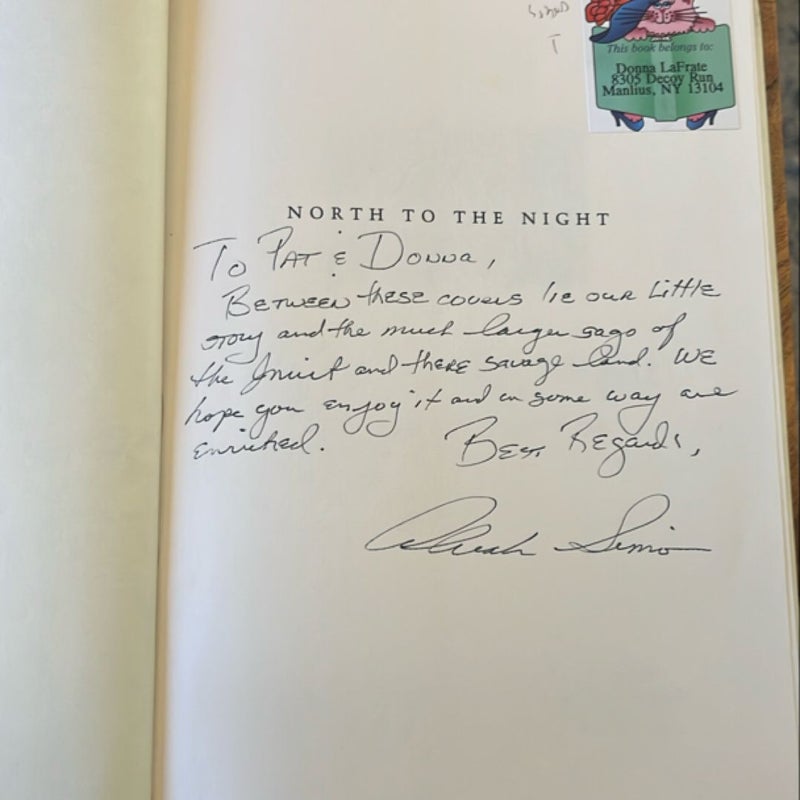 Signed
This book belongs to:
Donna LaFrate
8305 Decoy Run
Manlius, NY 13104
NORTH TO THE NIGHT
To Pat & Donna,
Between these covers lie our little
story and the much larger saga of
the Inuit and there savage land. We
hope you enjoy it and in some way are
enriched. Best Regards,
Alvah Simon